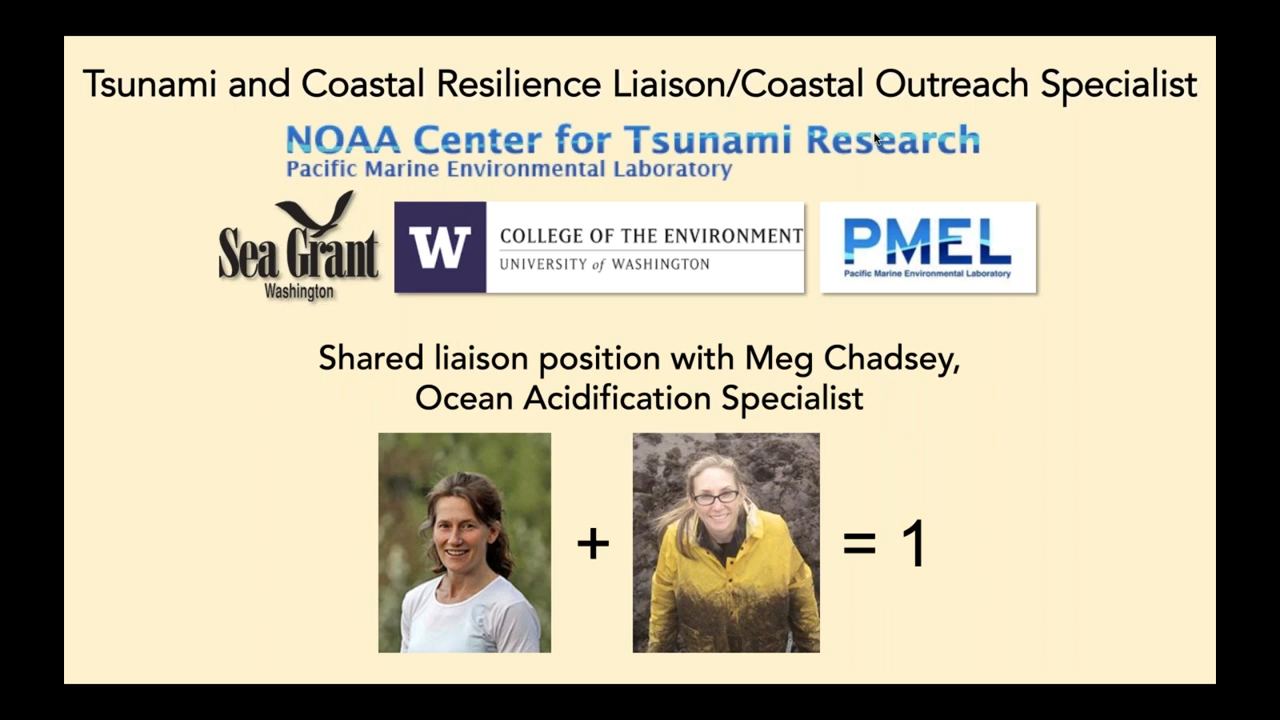 Tsunami and Coastal Resilience Liaison/Coastal Outreach Specialist
NOAA Center for Tsunami Research
Pacific Marine Environmental Laboratory
Sea Grant
Washington
W
COLLEGE OF THE ENVIRONMENT
UNIVERSITY of WASHINGTON
PMEL
Pacific Marine Environmental Laboratory
Shared liaison position with Meg Chadsey,
Ocean Acidification Specialist
+ = 1